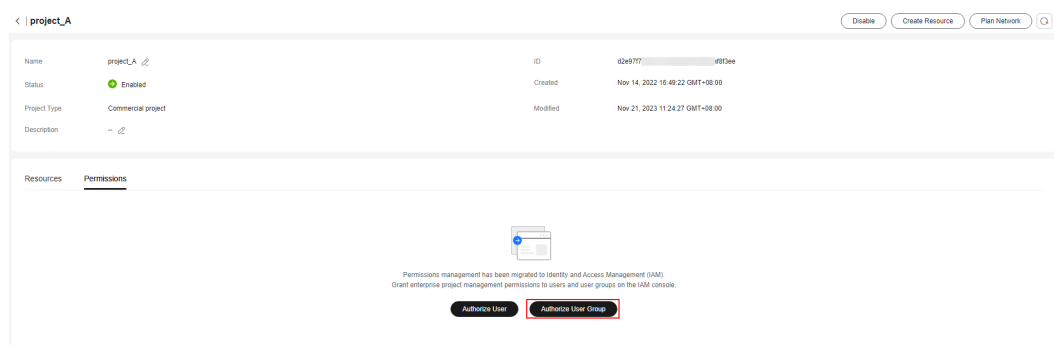 < | project_A Disable Create Resource Plan Network
Name project_A ID d2e97f7 f8f3ee
Status Enabled Created Nov 14, 2022 16:49:22 GMT+08:00
Project Type Commercial project Modified Nov 21, 2023 11:24:27 GMT+08:00
Description --
Resources Permissions
Permissions management has been migrated to Identity and Access Management (IAM).
Grant enterprise project management permissions to users and user groups on the IAM console.
Authorize User Authorize User Group